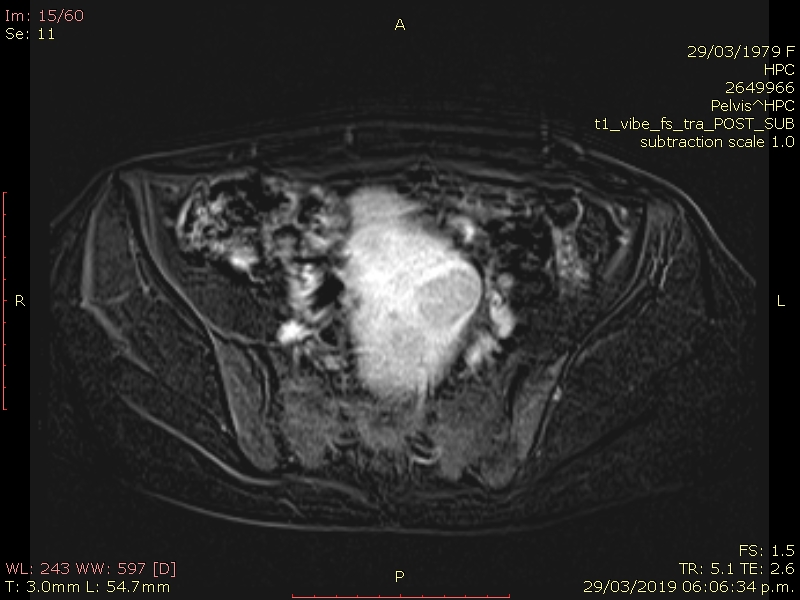 Im: 15/60
Se: 11
A
29/03/1979 F
HPC
2649966
Pelvis^HPC
t1_vibe_fs_tra_POST_SUB
subtraction scale 1.0
R
L
WL: 243 WW: 597 [D]
T: 3.0mm L: 54.7mm
P
FS: 1.5
TR: 5.1 TE: 2.6
29/03/2019 06:06:34 p.m.